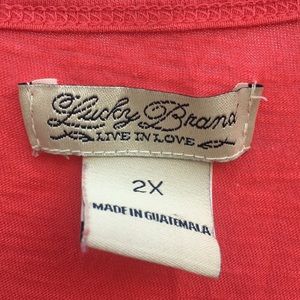 Lucky Brand
LIVE IN LOVE
2X
MADE IN GUATEMALA